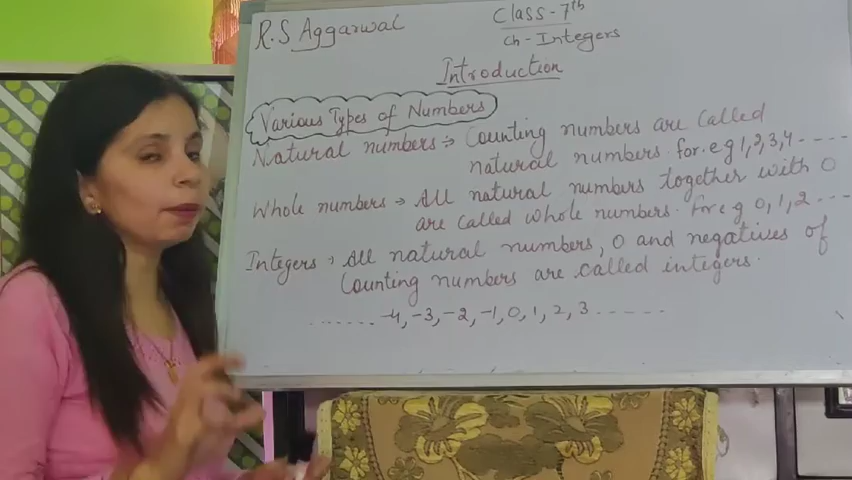 R.S Aggarwal
Class-7th
Ch-Integers
Introduction
Various Types of Numbers
Natural numbers → Counting numbers are called
natural numbers. for.eg 1,2,3,4.....
Whole numbers → All natural numbers together with 0
are called whole numbers. for eg 0,1,2...
Integers → All natural numbers, 0 and negatives of
Counting numbers are called integers.
.......-4,-3,-2,-1,0,1,2,3......